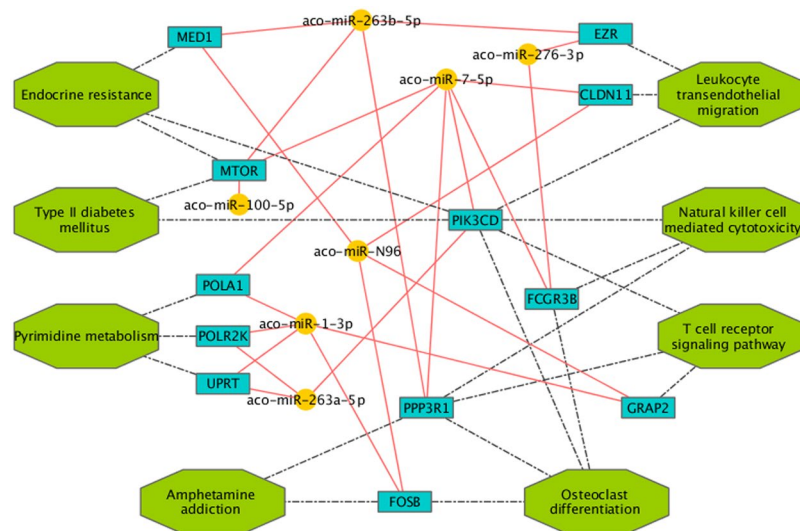 aco-miR-263b-5p
MED1
EZR
aco-miR-276-3p
aco-miR-7-5p
Endocrine resistance
CLDN11
Leukocyte
transendothelial
migration
MTOR
aco-miR-100-5p
Type II diabetes
mellitus
PIK3CD
Natural killer cell
mediated cytotoxicity
aco-miR-N96
POLA1
FCGR3B
aco-miR-1-3p
Pyrimidine metabolism
POLR2K
T cell receptor
signaling pathway
UPRT
aco-miR-263a-5p
PPP3R1
GRAP2
Amphetamine
addiction
FOSB
Osteoclast
differentiation